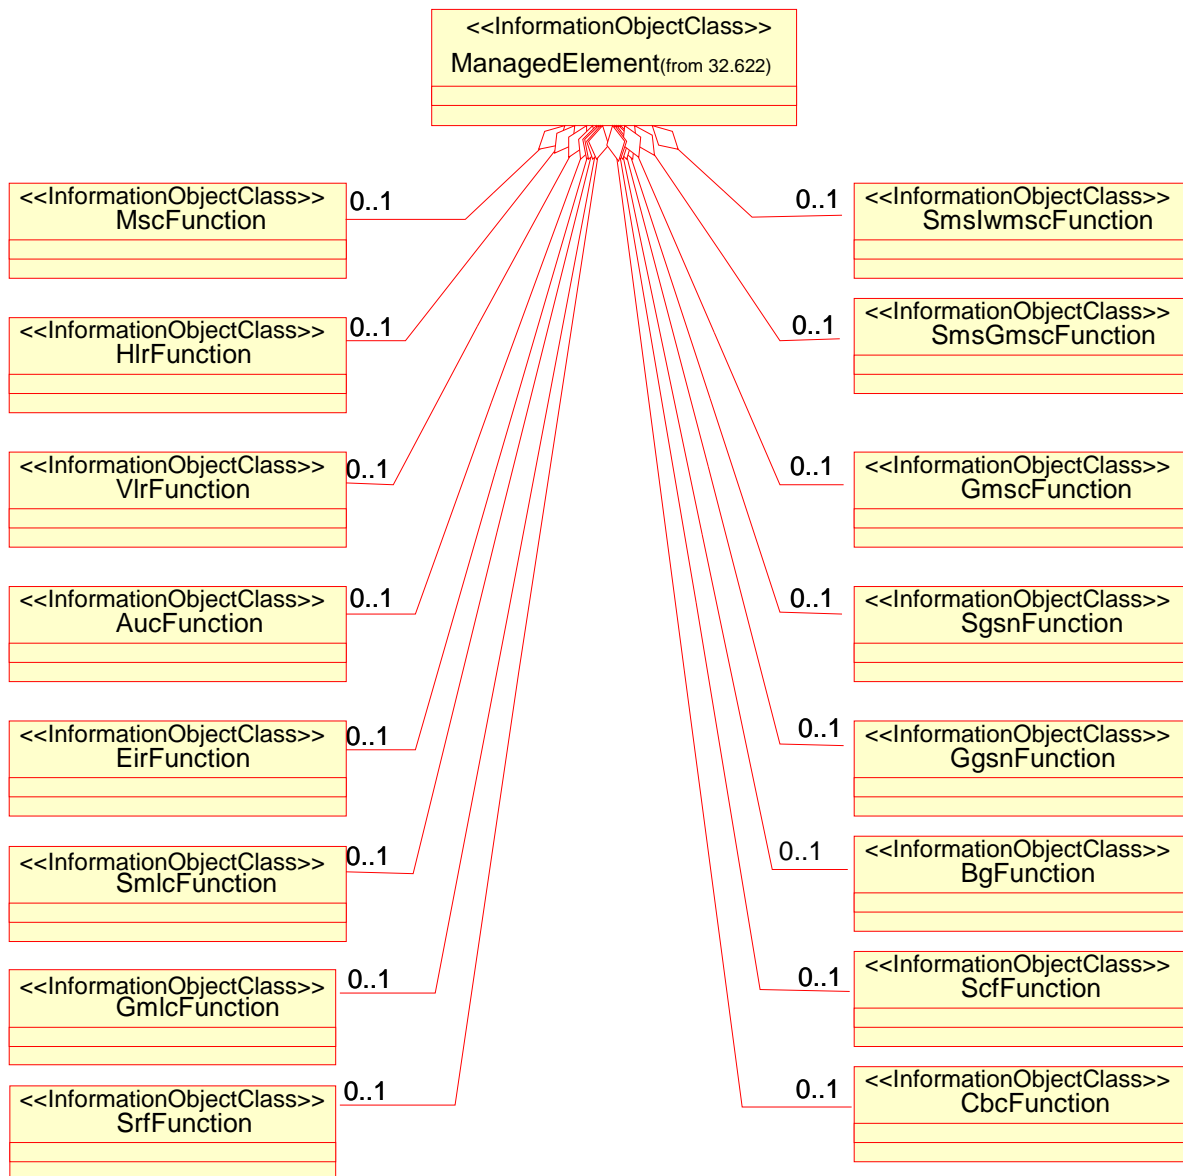 <<InformationObjectClass>>
ManagedElement(from 32.622)
<<InformationObjectClass>>
MscFunction
0..1
<<InformationObjectClass>>
HlrFunction
0..1
<<InformationObjectClass>>
VlrFunction
0..1
<<InformationObjectClass>>
AucFunction
0..1
<<InformationObjectClass>>
EirFunction
0..1
<<InformationObjectClass>>
SmlcFunction
0..1
<<InformationObjectClass>>
GmlcFunction
0..1
<<InformationObjectClass>>
SrfFunction
0..1
0..1
<<InformationObjectClass>>
SmsIwmscFunction
0..1
<<InformationObjectClass>>
SmsGmscFunction
0..1
<<InformationObjectClass>>
GmscFunction
0..1
<<InformationObjectClass>>
SgsnFunction
0..1
<<InformationObjectClass>>
GgsnFunction
0..1
<<InformationObjectClass>>
BgFunction
0..1
<<InformationObjectClass>>
ScfFunction
0..1
<<InformationObjectClass>>
CbcFunction